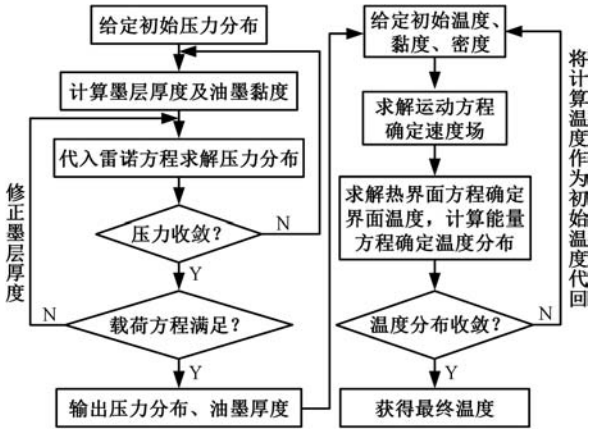 给定初始压力分布
计算墨层厚度及油墨黏度
代入雷诺方程求解压力分布
压力收敛?
N
Y
修正墨层厚度
N
载荷方程满足?
Y
输出压力分布、油墨厚度
给定初始温度、
黏度、密度
求解运动方程
确定速度场
求解热界面方程确定
界面温度,计算能量
方程确定温度分布
温度分布收敛?
N
Y
获得最终温度
将计算温度作为初始温度代回